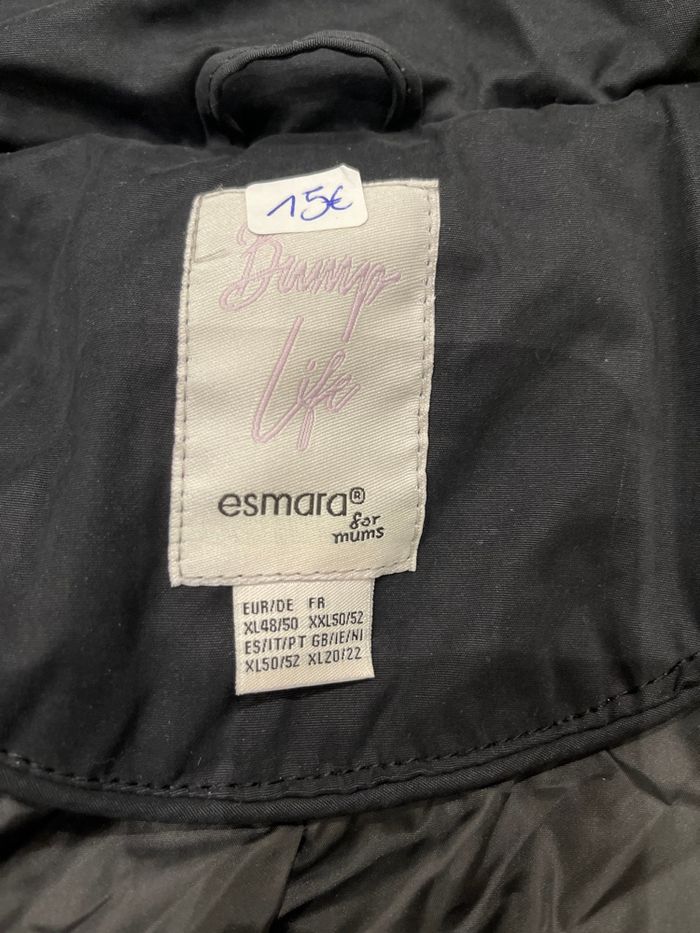 15€
Bump
Life
esmara®
for
mums
EUR/DE FR
XL48/50 XXL50/52
ES/IT/PT GB/IE/NI
XL50/52 XL20/22